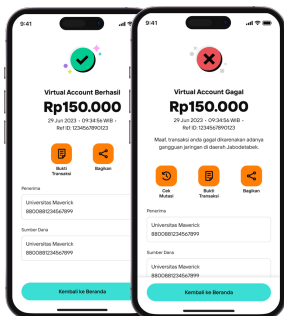 9:41
Virtual Account Berhasil
Rp150.000
29 Jun 2023 • 09:34:56 WIB •
Ref ID: 1234567890123
Bukti
Transaksi
Bagikan
Penerima
Universitas Maverick
8800881234567899
Sumber Dana
Universitas Maverick
8800881234567899
Kembali ke Beranda
9:41
Virtual Account Gagal
Rp150.000
29 Jun 2023 • 09:34:56 WIB •
Ref ID: 1234567890123
Maaf, transaksi anda gagal dikarenakan adanya
gangguan jaringan di daerah Jabodetabek.
Cek
Mutasi
Bukti
Transaksi
Bagikan
Penerima
Universitas Maverick
8800881234567899
Sumber Dana
Universitas Maverick
8800881234567899
Kembali ke Beranda